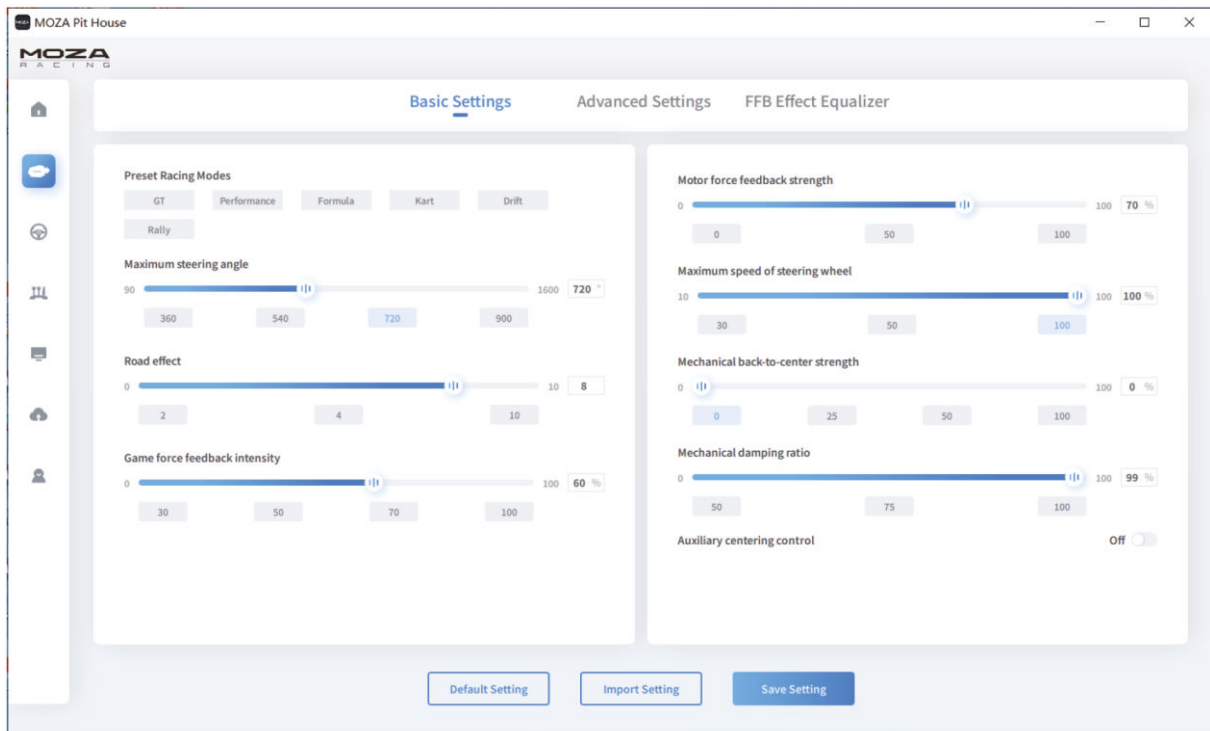 MOZA Pit House
MOZA
RACING
Basic Settings Advanced Settings FFB Effect Equalizer
Preset Racing Modes
GT Performance Formula Kart Drift
Rally
Maximum steering angle
90 1600 720 °
360 540 720 900
Road effect
0 10 8
2 4 10
Game force feedback intensity
0 100 60 %
30 50 70 100
Motor force feedback strength
0 100 70 %
0 50 100
Maximum speed of steering wheel
10 100 100 %
30 50 100
Mechanical back-to-center strength
0 100 0 %
0 25 50 100
Mechanical damping ratio
0 100 99 %
50 75 100
Auxiliary centering control Off
Default Setting Import Setting Save Setting